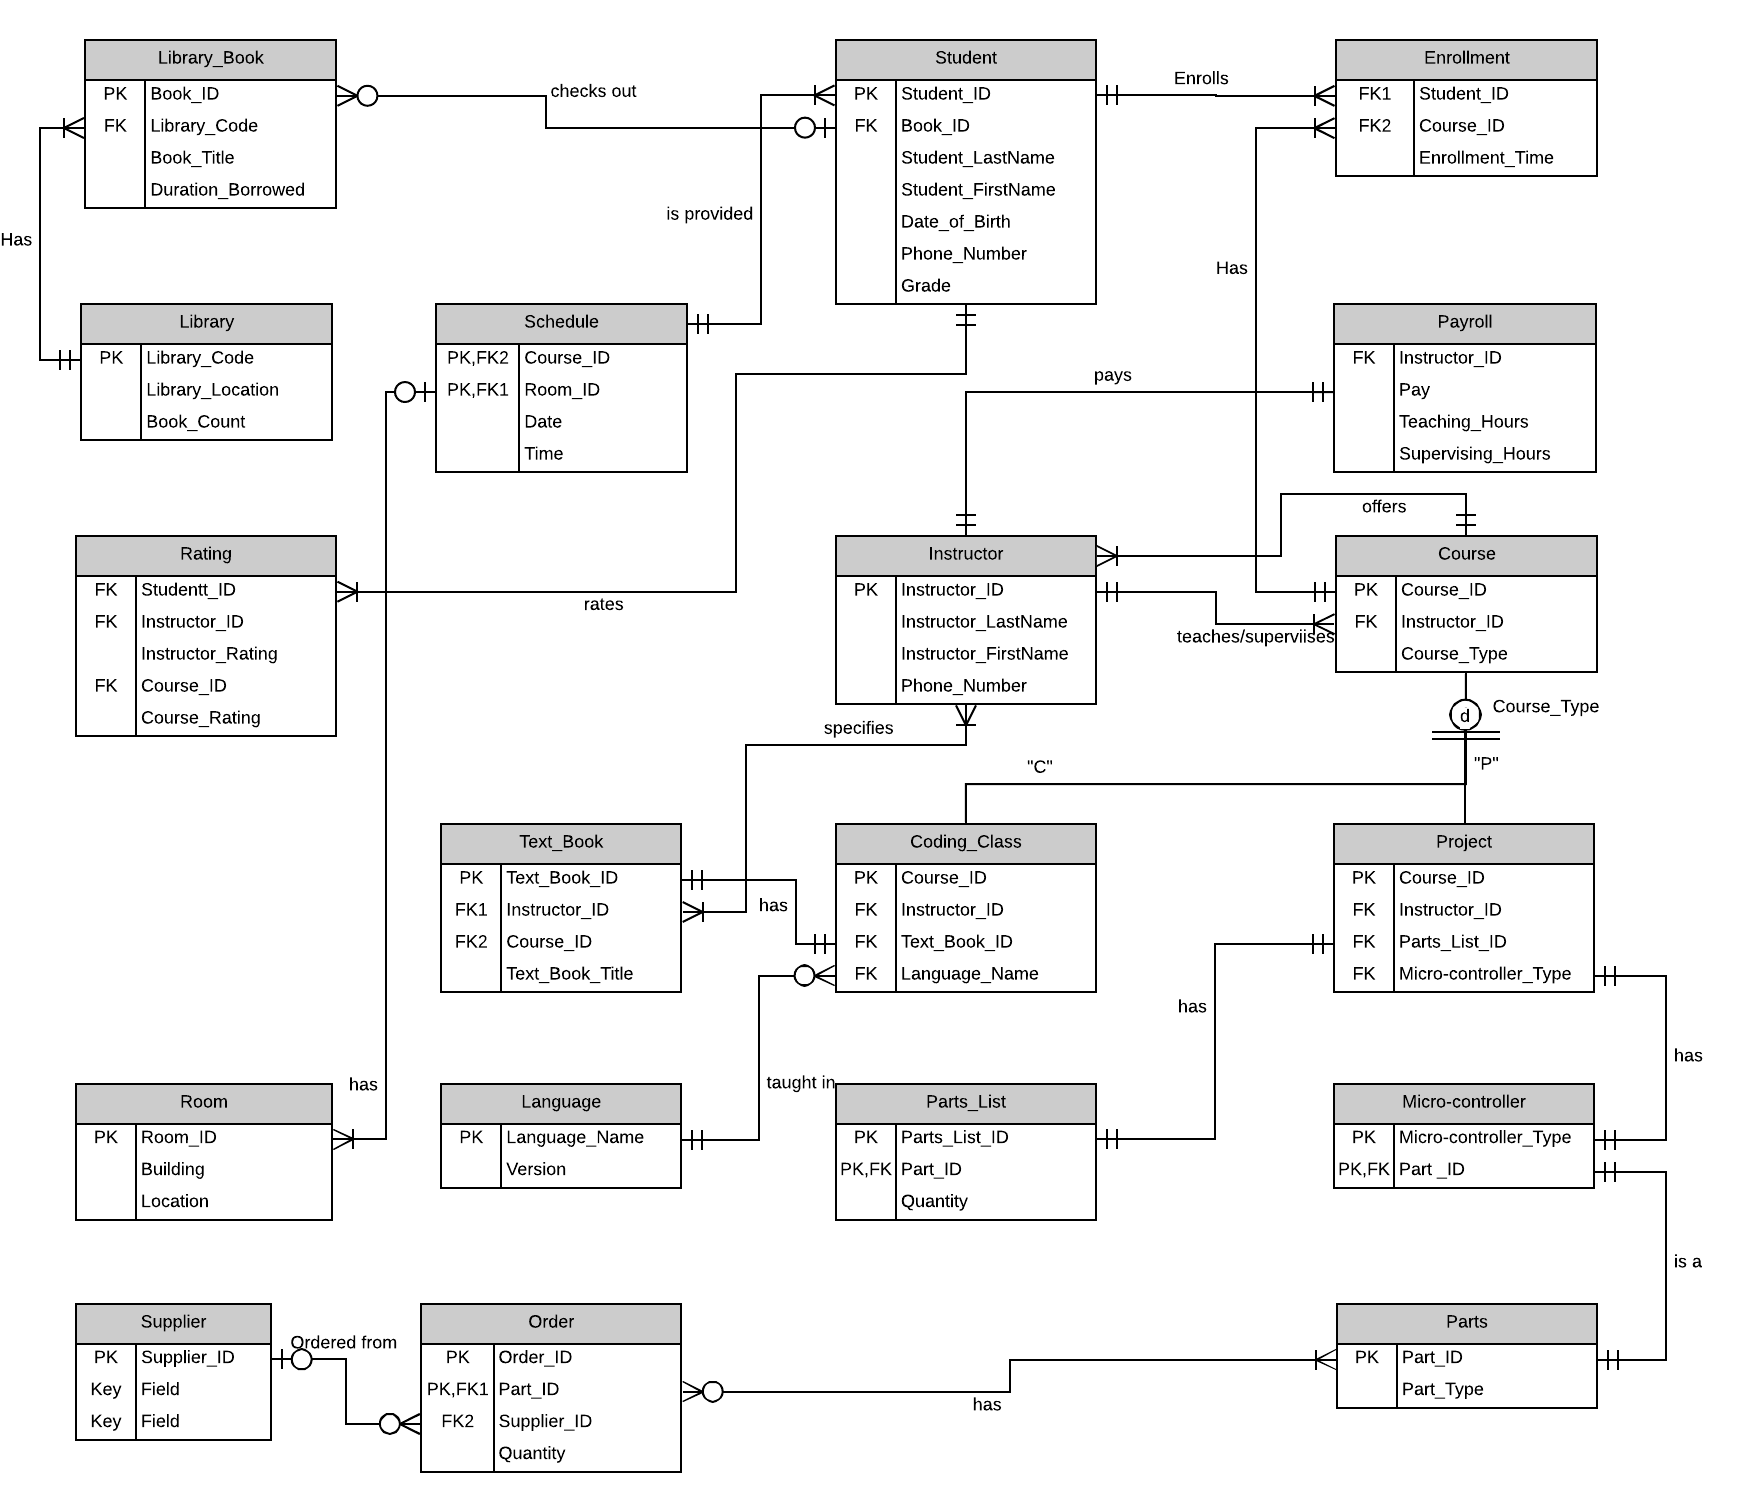 Library_Book
PK Book_ID
FK Library_Code
Book_Title
Duration_Borrowed
checks out
Student
PK Student_ID
FK Book_ID
Student_LastName
Student_FirstName
Date_of_Birth
Phone_Number
Grade
Enrolls
Enrollment
FK1 Student_ID
FK2 Course_ID
Enrollment_Time
Has
is provided
Has
Library
PK Library_Code
Library_Location
Book_Count
Schedule
PK,FK2 Course_ID
PK,FK1 Room_ID
Date
Time
pays
Payroll
FK Instructor_ID
Pay
Teaching_Hours
Supervising_Hours
offers
Rating
FK Studentt_ID
FK Instructor_ID
Instructor_Rating
FK Course_ID
Course_Rating
rates
Instructor
PK Instructor_ID
Instructor_LastName
Instructor_FirstName
Phone_Number
teaches/superviises
Course
PK Course_ID
FK Instructor_ID
Course_Type
specifies
d
Course_Type
"C"
"P"
Text_Book
PK Text_Book_ID
FK1 Instructor_ID
FK2 Course_ID
Text_Book_Title
has
Coding_Class
PK Course_ID
FK Instructor_ID
FK Text_Book_ID
FK Language_Name
Project
PK Course_ID
FK Instructor_ID
FK Parts_List_ID
FK Micro-controller_Type
has
has
has
taught in
Room
PK Room_ID
Building
Location
Language
PK Language_Name
Version
Parts_List
PK Parts_List_ID
PK,FK Part_ID
Quantity
Micro-controller
PK Micro-controller_Type
PK,FK Part _ID
is a
Supplier
PK Supplier_ID
Key Field
Key Field
Ordered from
Order
PK Order_ID
PK,FK1 Part_ID
FK2 Supplier_ID
Quantity
has
Parts
PK Part_ID
Part_Type